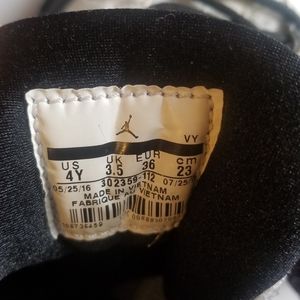 VY
US UK EUR cm
4Y 3.5 36 23
05/25/16 302359-112 07/25/
MADE IN VIETNAM
FABRIQUE AU VIETNAM